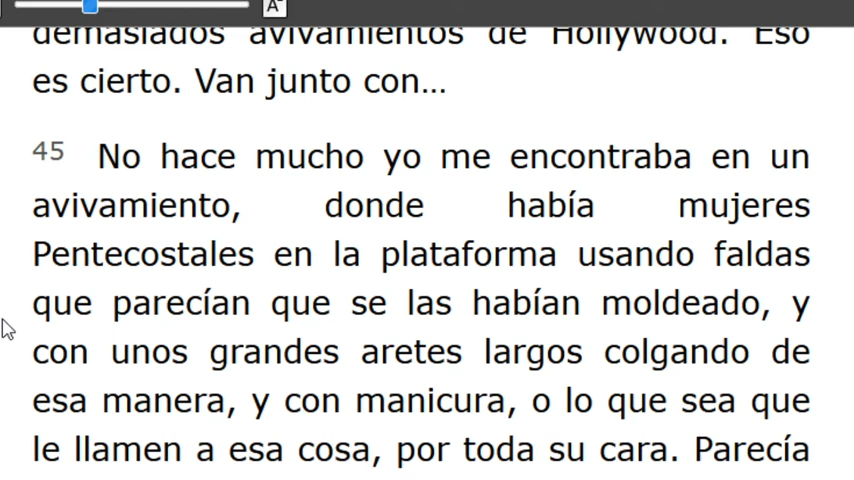 A
demasiados avivamientos de Hollywood. Eso
es cierto. Van junto con...
45 No hace mucho yo me encontraba en un
avivamiento, donde había mujeres
Pentecostales en la plataforma usando faldas
que parecían que se las habían moldeado, y
con unos grandes aretes largos colgando de
esa manera, y con manicura, o lo que sea que
le llamen a esa cosa, por toda su cara. Parecía